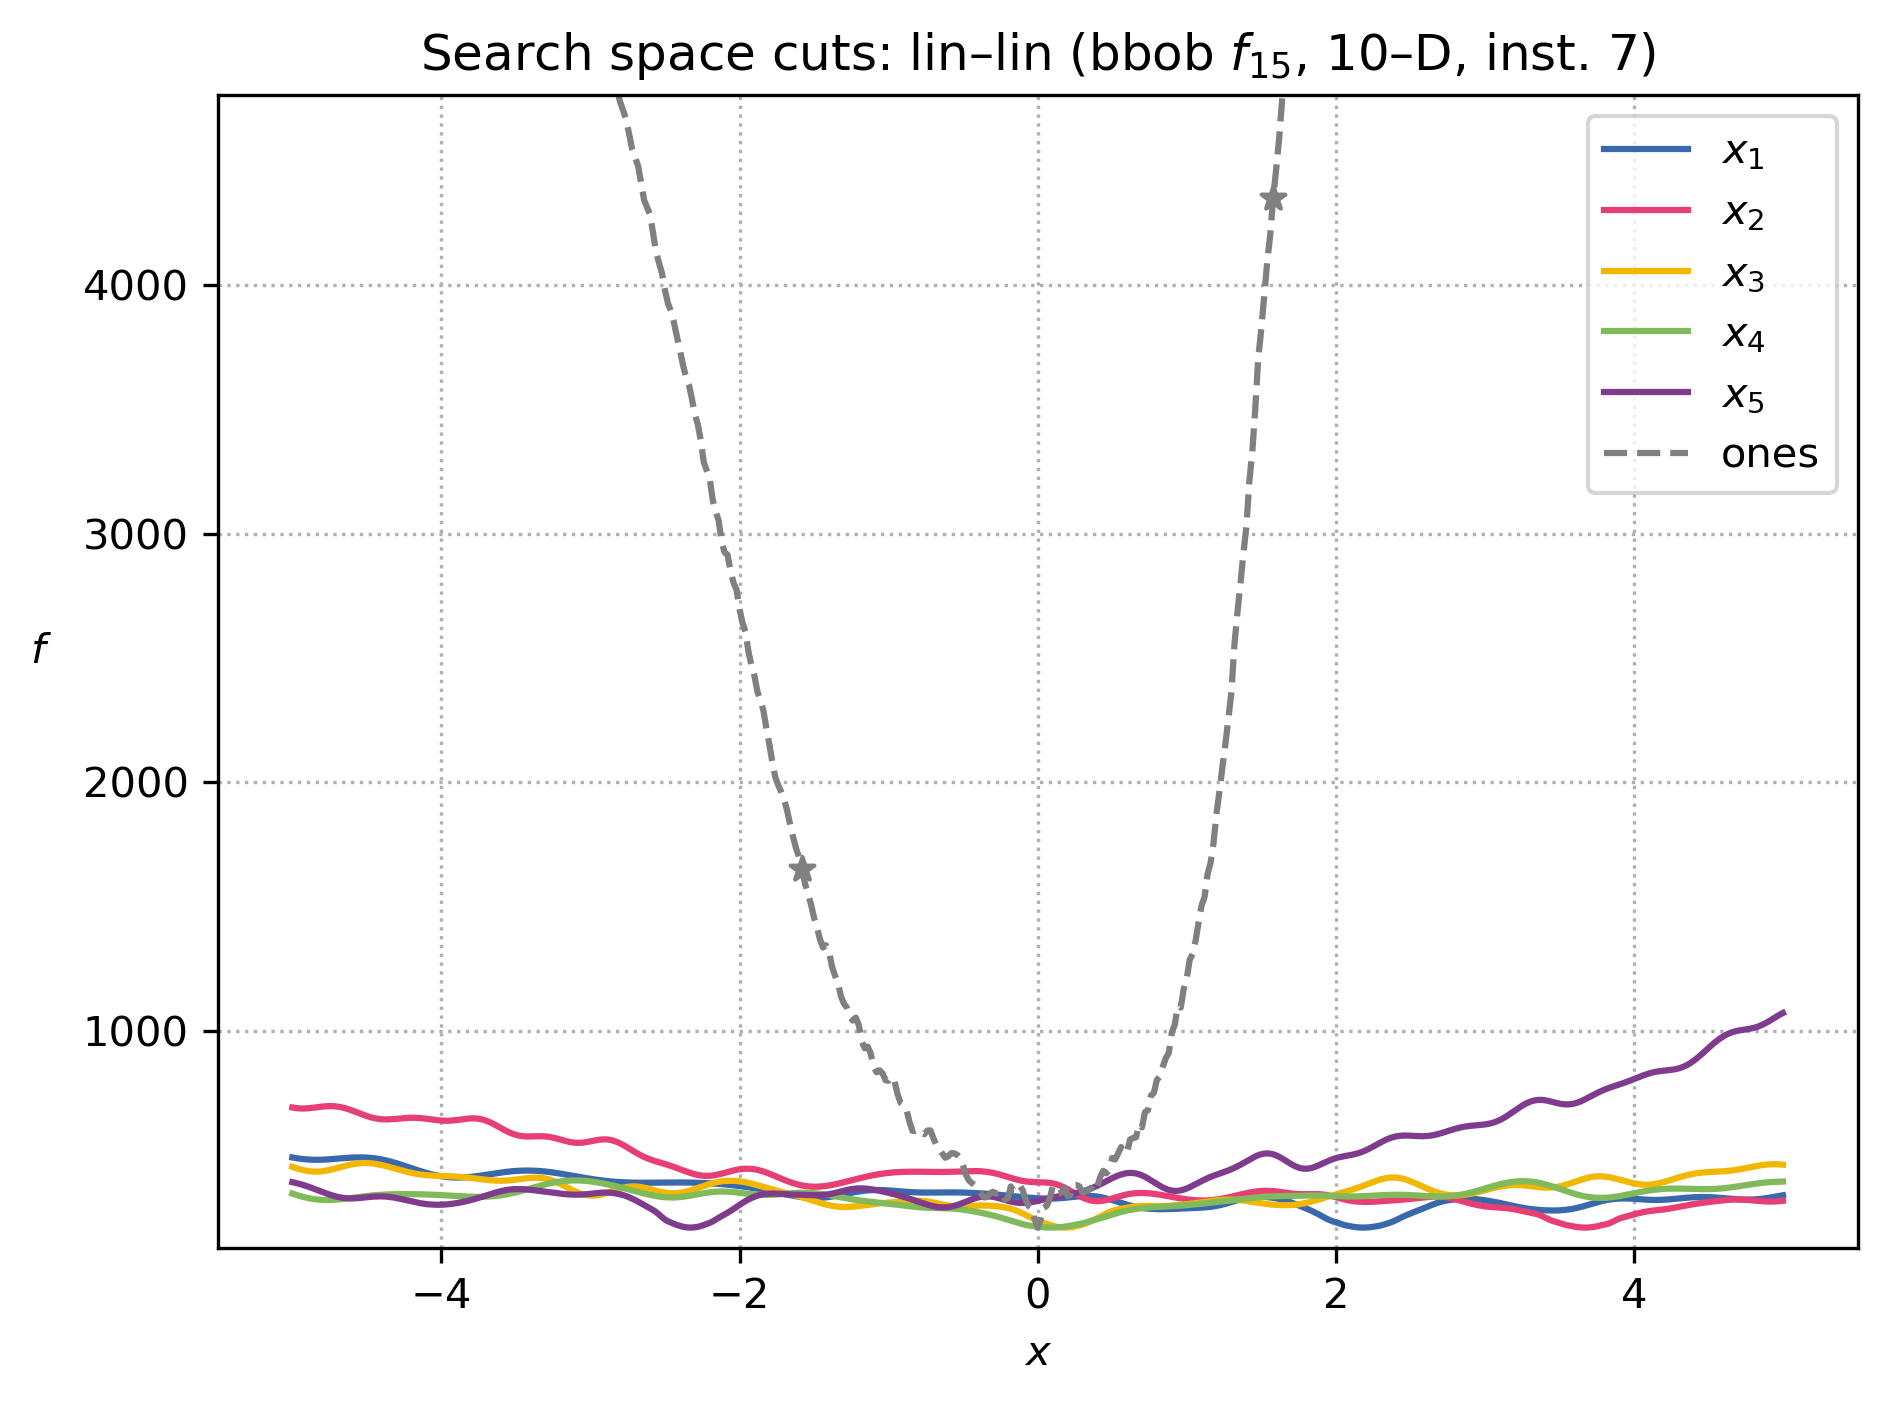 Search space cuts: lin–lin (bbob f₁₅, 10–D, inst. 7)
x₁
x₂
x₃
x₄
x₅
ones
4000
3000
2000
1000
f
−4 −2 0 2 4
x